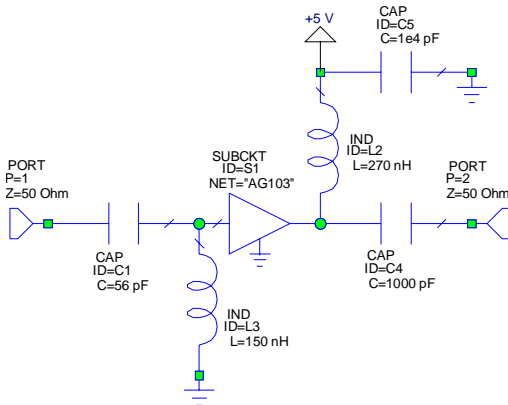 +5 V
CAP
ID=C5
C=1e4 pF
IND
ID=L2
L=270 nH
SUBCKT
ID=S1
NET="AG103"
PORT
P=1
Z=50 Ohm
PORT
P=2
Z=50 Ohm
CAP
ID=C1
C=56 pF
CAP
ID=C4
C=1000 pF
IND
ID=L3
L=150 nH